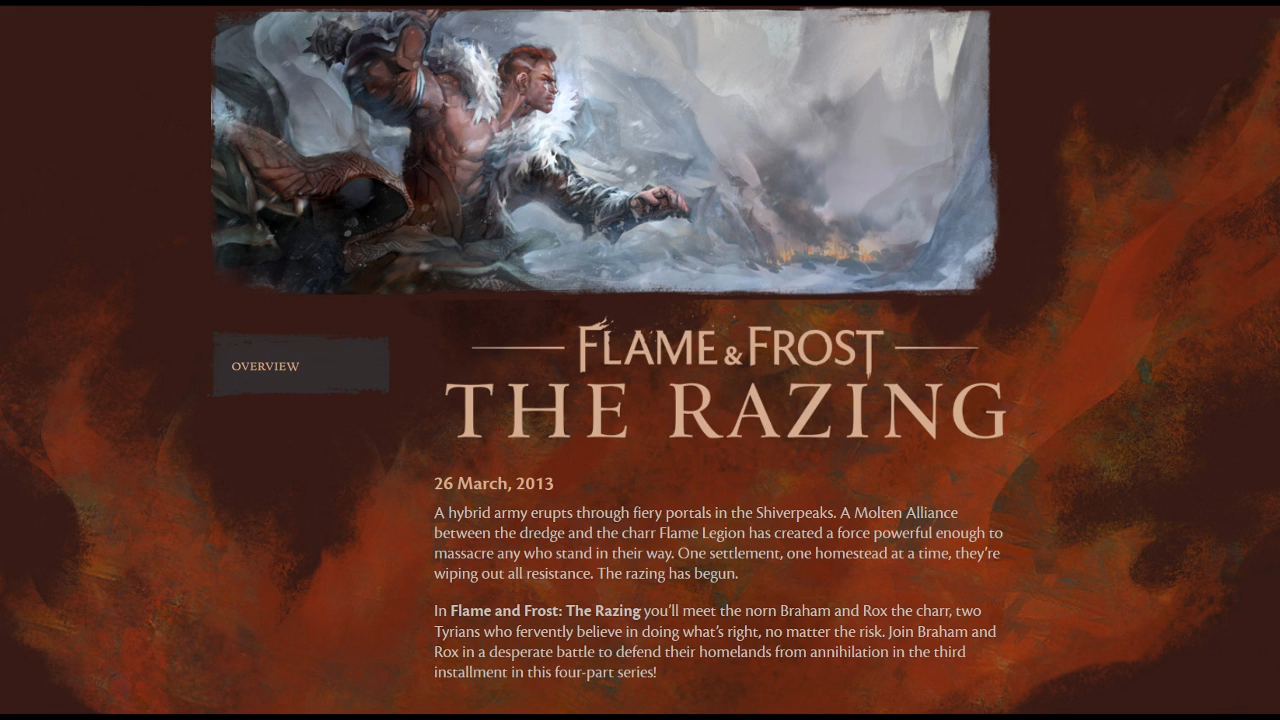 OVERVIEW
FLAME & FROST
THE RAZING
26 March, 2013
A hybrid army erupts through fiery portals in the Shiverpeaks. A Molten Alliance
between the dredge and the charr Flame Legion has created a force powerful enough to
massacre any who stand in their way. One settlement, one homestead at a time, they’re
wiping out all resistance. The razing has begun.
In Flame and Frost: The Razing you’ll meet the norn Braham and Rox the charr, two
Tyrians who fervently believe in doing what’s right, no matter the risk. Join Braham and
Rox in a desperate battle to defend their homelands from annihilation in the third
installment in this four-part series!